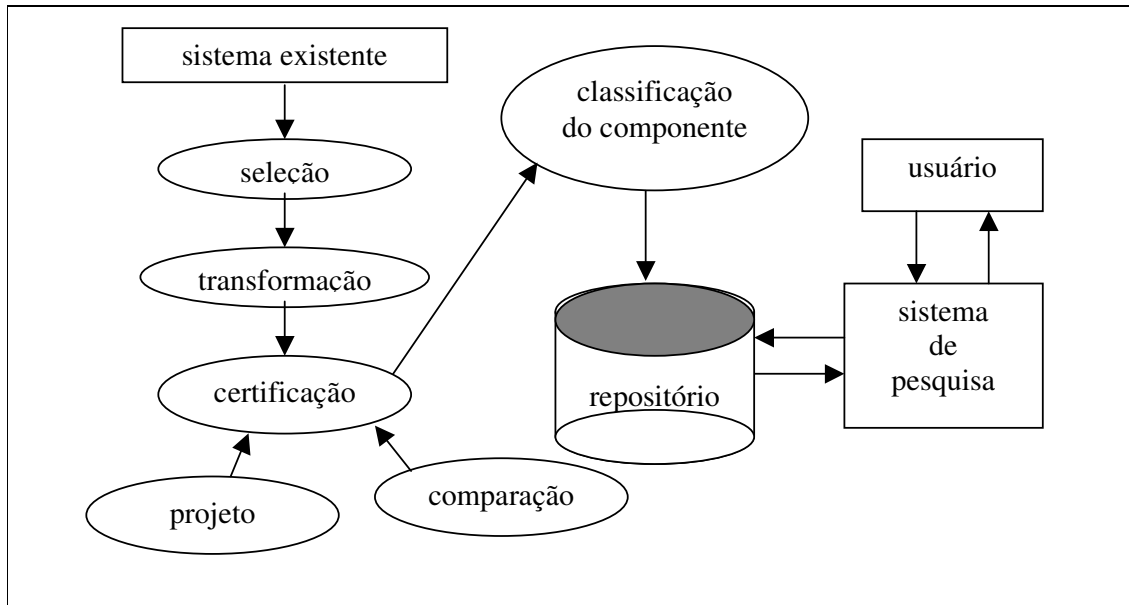 sistema existente
seleção
transformação
certificação
projeto
comparação
classificação
do componente
repositório
usuário
sistema
de
pesquisa